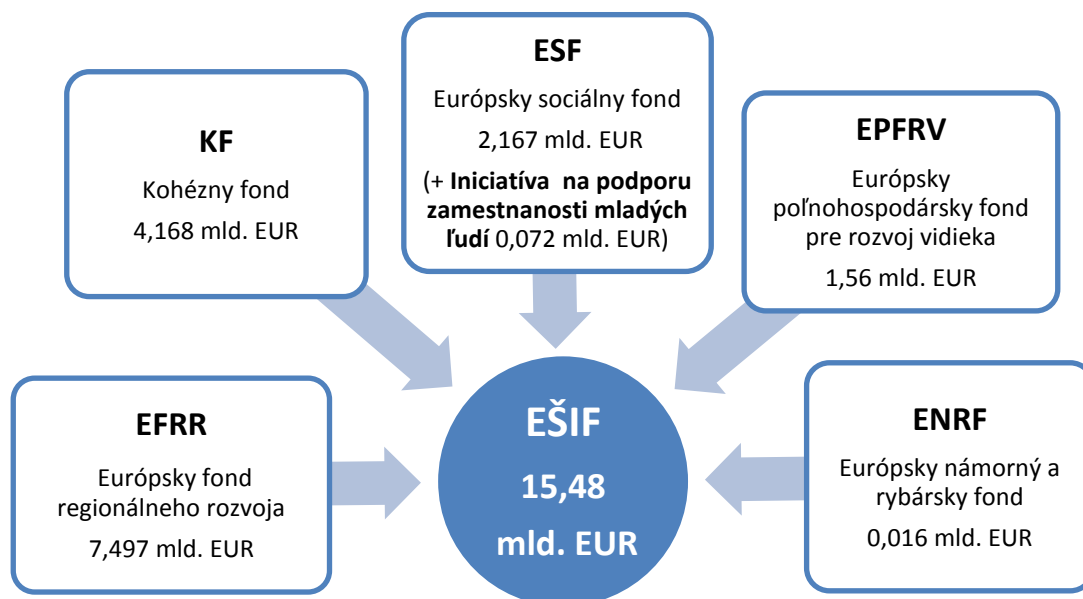 KF
Kohézny fond
4,168 mld. EUR
ESF
Európsky sociálny fond
2,167 mld. EUR
(+ Iniciatíva na podporu
zamestnanosti mladých
ľudí 0,072 mld. EUR)
EPFRV
Európsky
poľnohospodársky fond
pre rozvoj vidieka
1,56 mld. EUR
EFRR
Európsky fond
regionálneho rozvoja
7,497 mld. EUR
EŠIF
15,48
mld. EUR
ENRF
Európsky námorný a
rybársky fond
0,016 mld. EUR